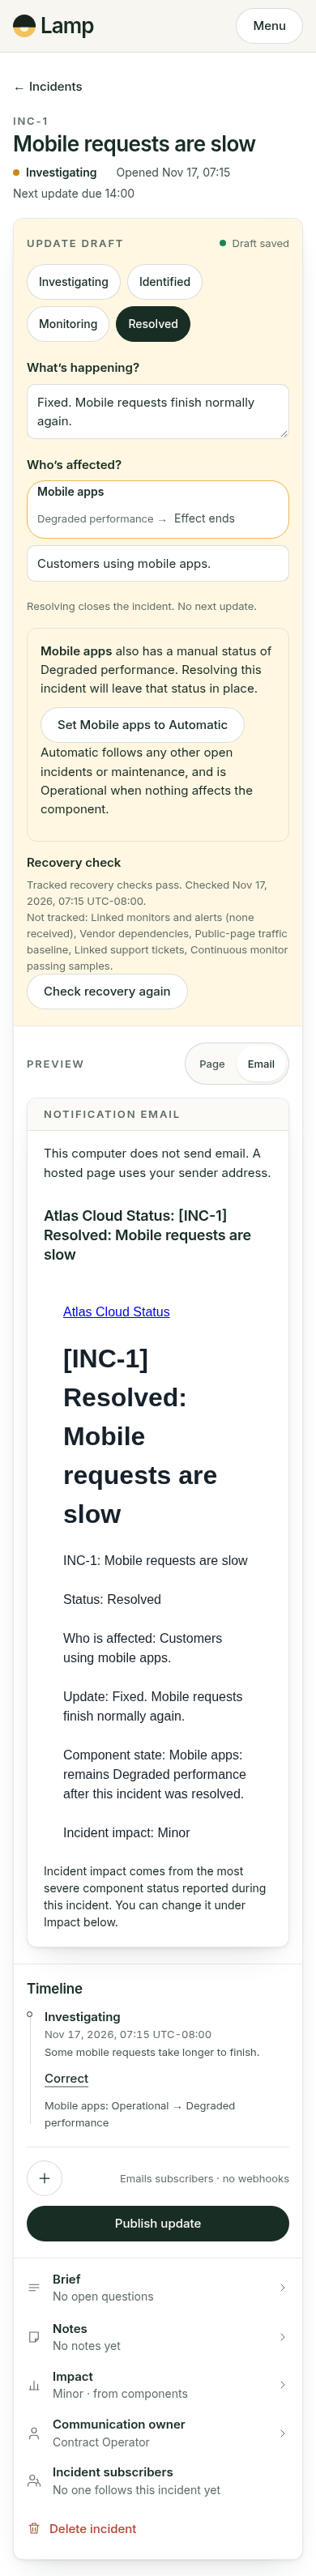 Lamp
Menu
← Incidents
INC-1
Mobile requests are slow
Investigating Opened Nov 17, 07:15
Next update due 14:00
UPDATE DRAFT
Draft saved
Investigating
Identified
Monitoring
Resolved
What's happening?
Fixed. Mobile requests finish normally
again.
Who's affected?
Mobile apps
Degraded performance → Effect ends
Customers using mobile apps.
Resolving closes the incident. No next update.
Mobile apps also has a manual status of
Degraded performance. Resolving this
incident will leave that status in place.
Set Mobile apps to Automatic
Automatic follows any other open
incidents or maintenance, and is
Operational when nothing affects the
component.
Recovery check
Tracked recovery checks pass. Checked Nov 17,
2026, 07:15 UTC-08:00.
Not tracked: Linked monitors and alerts (none
received), Vendor dependencies, Public-page traffic
baseline, Linked support tickets, Continuous monitor
passing samples.
Check recovery again
PREVIEW
Page
Email
NOTIFICATION EMAIL
This computer does not send email. A
hosted page uses your sender address.
Atlas Cloud Status: [INC-1]
Resolved: Mobile requests are
slow
Atlas Cloud Status
[INC-1]
Resolved:
Mobile
requests are
slow
INC-1: Mobile requests are slow
Status: Resolved
Who is affected: Customers
using mobile apps.
Update: Fixed. Mobile requests
finish normally again.
Component state: Mobile apps:
remains Degraded performance
after this incident was resolved.
Incident impact: Minor
Incident impact comes from the most
severe component status reported during
this incident. You can change it under
Impact below.
Timeline
Investigating
Nov 17, 2026, 07:15 UTC-08:00
Some mobile requests take longer to finish.
Correct
Mobile apps: Operational → Degraded
performance
Emails subscribers · no webhooks
Publish update
Brief
No open questions
Notes
No notes yet
Impact
Minor · from components
Communication owner
Contract Operator
Incident subscribers
No one follows this incident yet
Delete incident